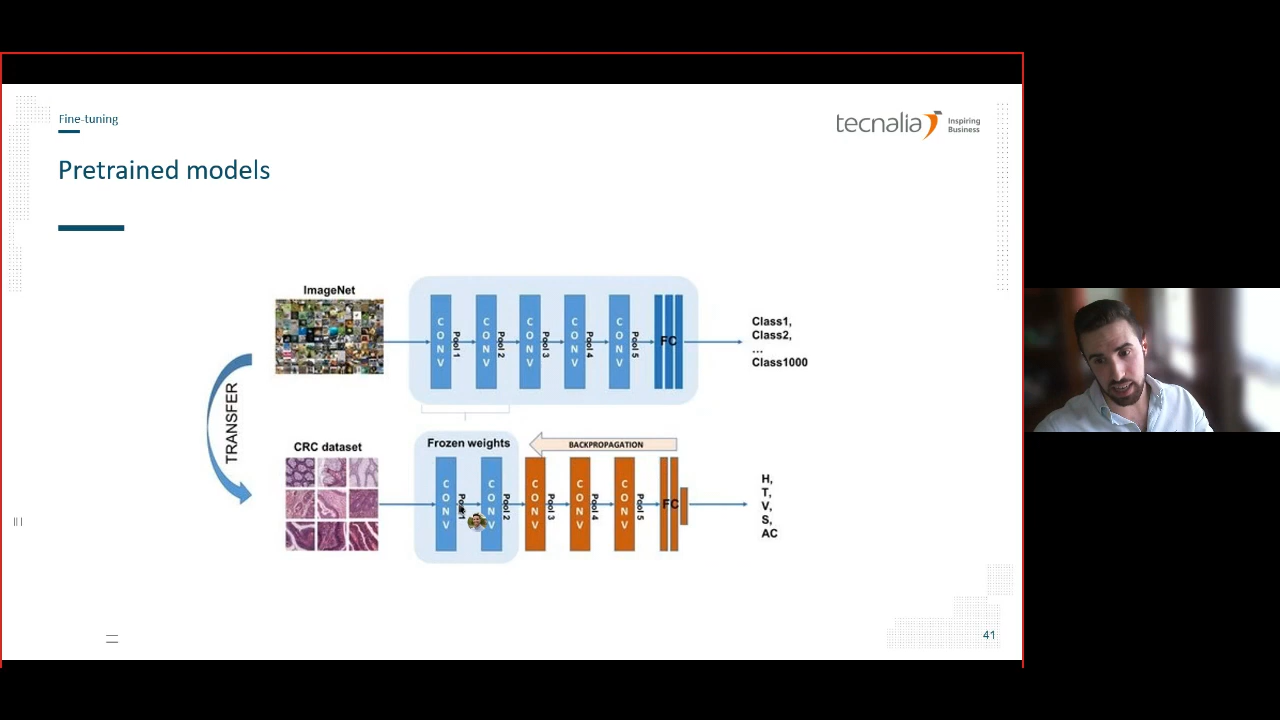 Fine-tuning
tecnalia Inspiring Business
Pretrained models
ImageNet
CONV Pool 1 CONV Pool 2 CONV Pool 3 CONV Pool 4 CONV Pool 5 FC
Class1,
Class2,
...
Class1000
TRANSFER
CRC dataset
Frozen weights
BACKPROPAGATION
CONV Pool 1 CONV Pool 2 CONV Pool 3 CONV Pool 4 CONV Pool 5 FC
H,
T,
V,
S,
AC
41